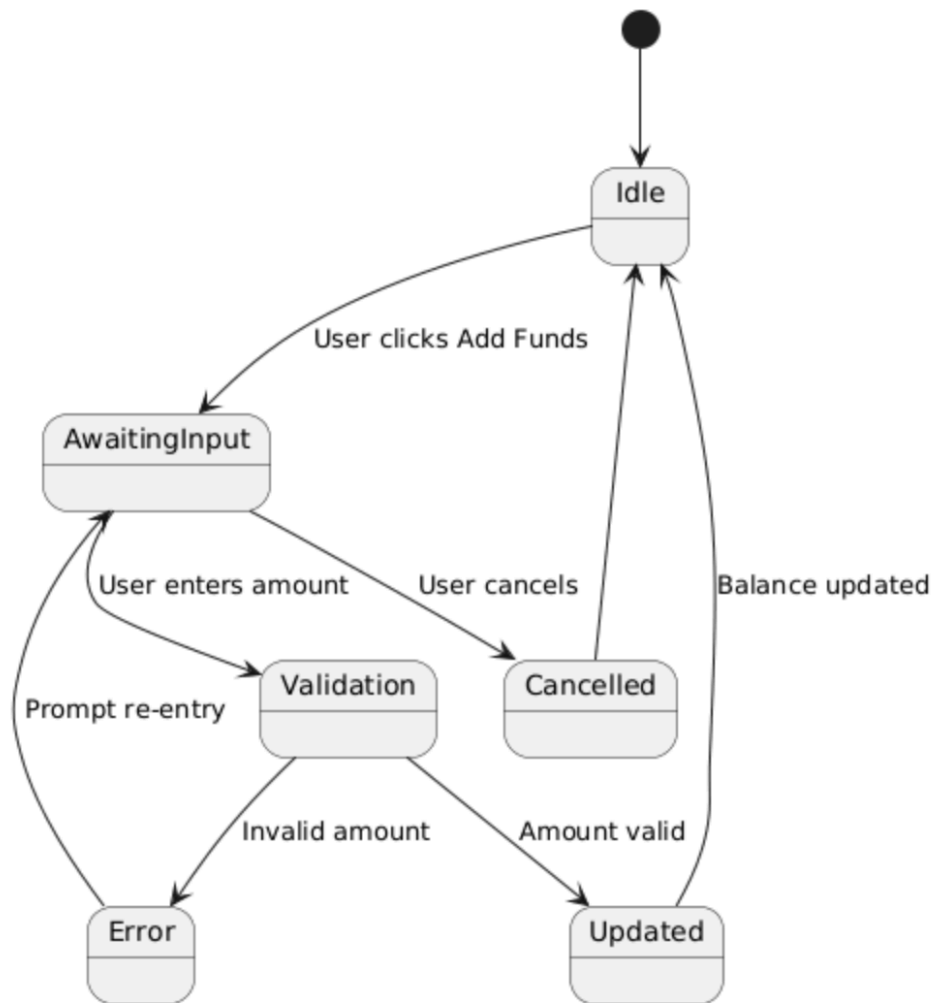 Idle
User clicks Add Funds
AwaitingInput
User enters amount
User cancels
Balance updated
Validation
Cancelled
Prompt re-entry
Invalid amount
Amount valid
Error
Updated